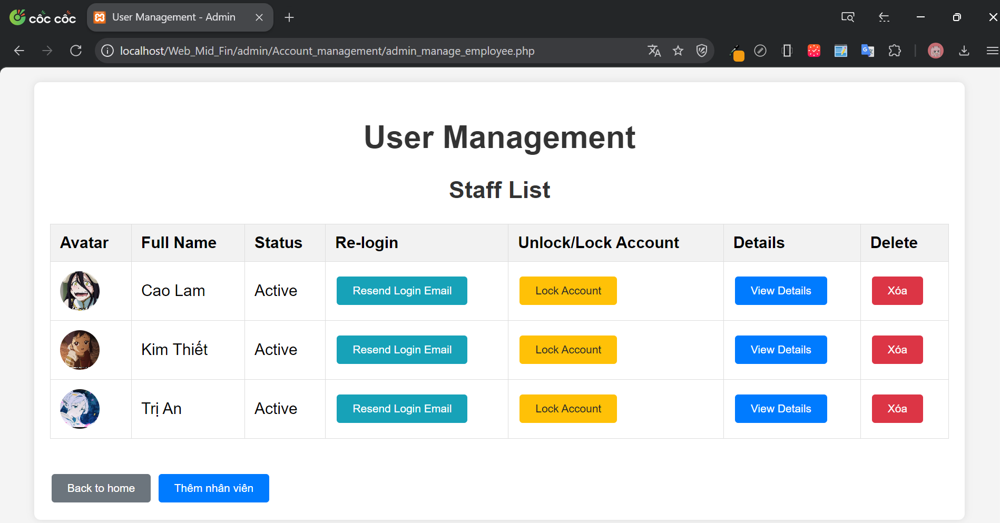 cốc cốc
User Management - Admin
localhost/Web_Mid_Fin/admin/Account_management/admin_manage_employee.php
User Management
Staff List
Avatar Full Name Status Re-login Unlock/Lock Account Details Delete
Cao Lam Active Resend Login Email Lock Account View Details Xóa
Kim Thiết Active Resend Login Email Lock Account View Details Xóa
Trị An Active Resend Login Email Lock Account View Details Xóa
Back to home Thêm nhân viên